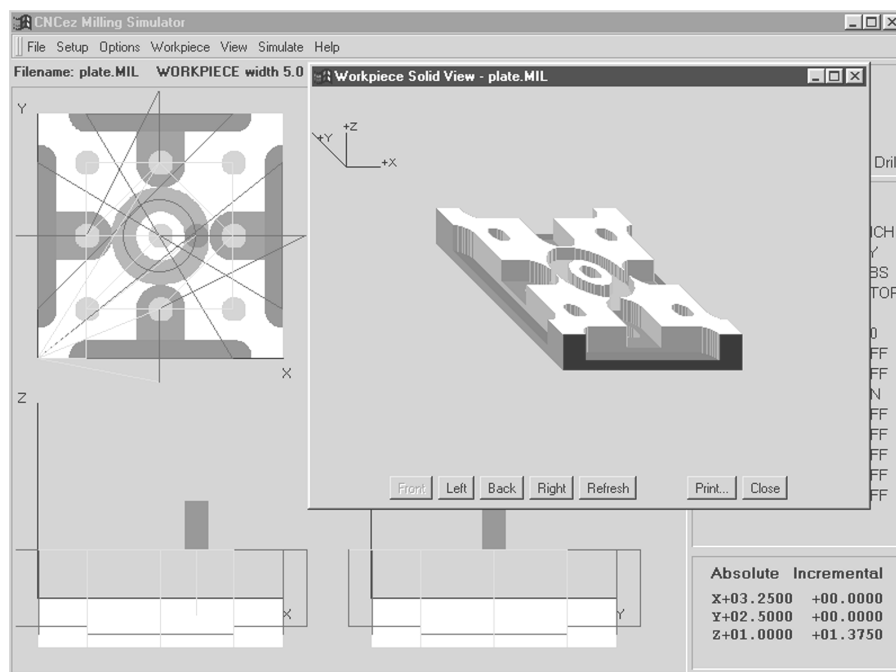 CNCez Milling Simulator
File Setup Options Workpiece View Simulate Help
Filename: plate.MIL WORKPIECE width 5.0
Workpiece Solid View - plate.MIL
Y
+Z
+Y
+X
Dril
ICH
Y
BS
TOF
0
FF
FF
N
FF
FF
FF
FF
FF
X
Z
Front Left Back Right Refresh Print... Close
X
Y
Absolute Incremental
X+03.2500 +00.0000
Y+02.5000 +00.0000
Z+01.0000 +01.3750